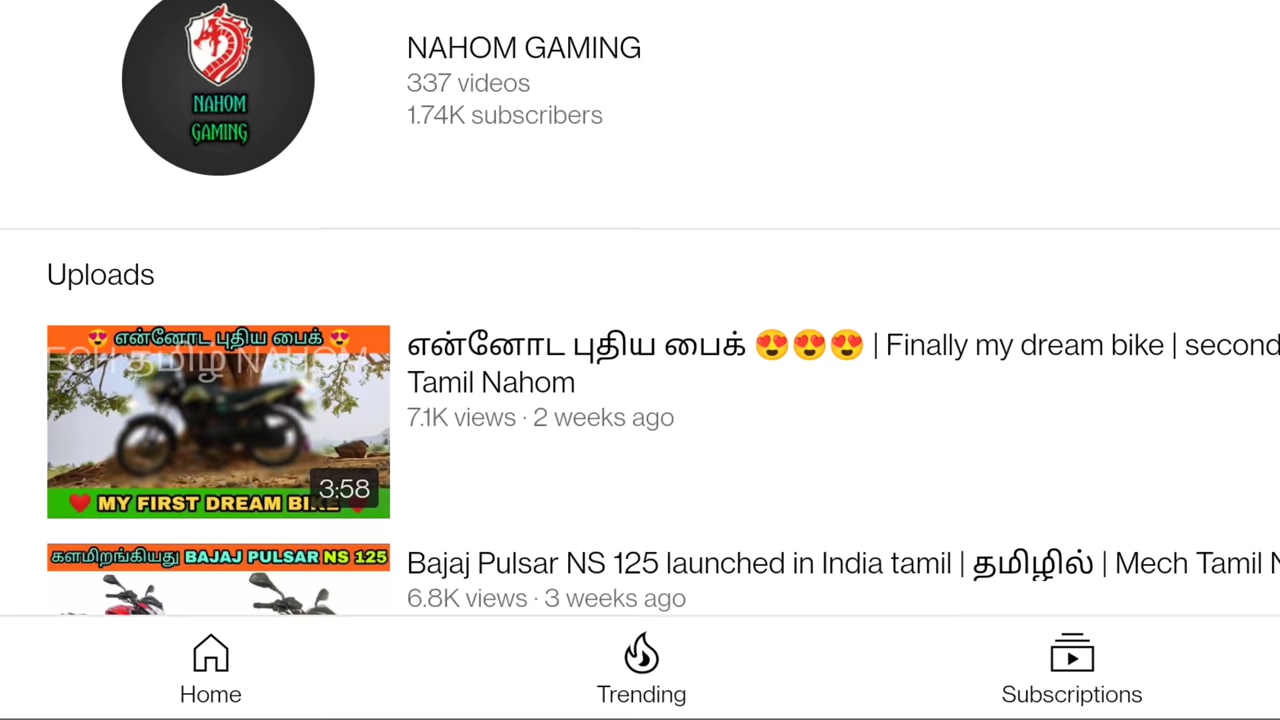 NAHOM
GAMING
NAHOM GAMING
337 videos
1.74K subscribers
Uploads
😍 என்னோட புதிய பைக் 😍
தமிழ் NAHOM
3:58
❤️ MY FIRST DREAM BIKE
என்னோட புதிய பைக் 😍😍😍 | Finally my dream bike | second
Tamil Nahom
7.1K views · 2 weeks ago
களமிறங்கியது BAJAJ PULSAR NS 125
Bajaj Pulsar NS 125 launched in India tamil | தமிழில் | Mech Tamil N
6.8K views · 3 weeks ago
Home
Trending
Subscriptions